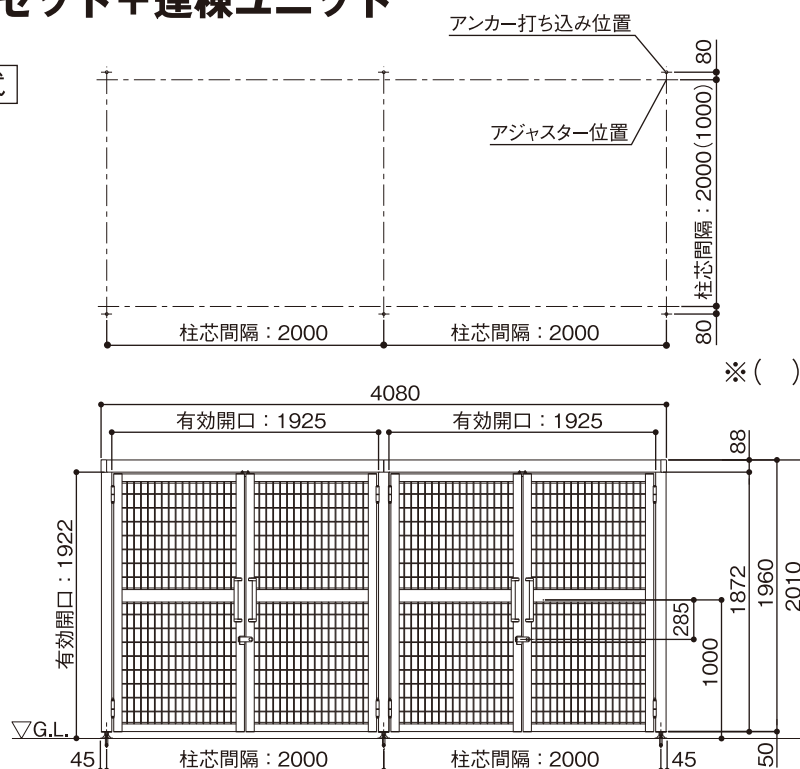 セット＋連棟ユニット
式
アンカー打ち込み位置
アジャスター位置
80
柱芯間隔：2000(1000)
80
柱芯間隔：2000
柱芯間隔：2000
※( )
4080
有効開口：1925
有効開口：1925
88
有効開口：1922
285
1000
1872
1960
2010
▽G.L.
45
柱芯間隔：2000
柱芯間隔：2000
45
50